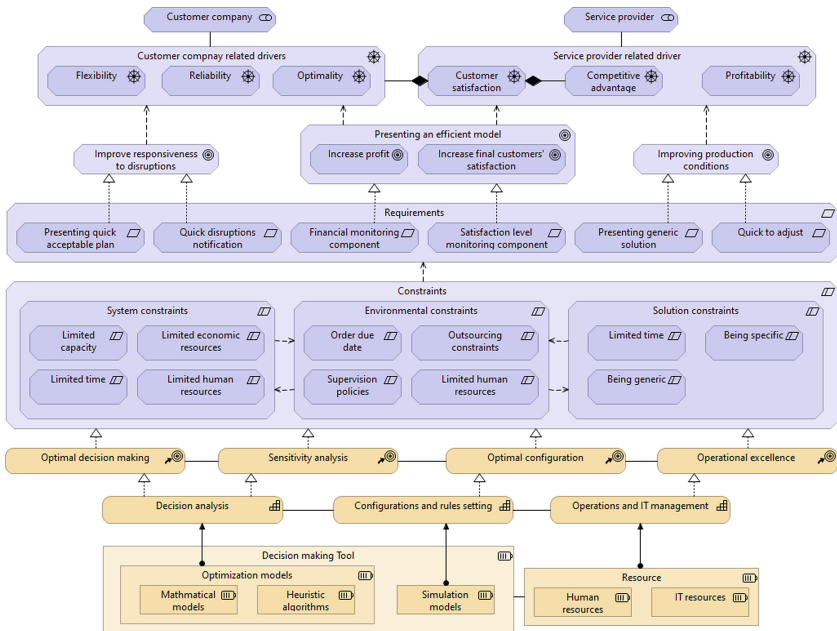 Customer company
Service provider
Customer compnay related drivers
Service provider related driver
Flexibility
Reliability
Optimality
Customer
satisfaction
Competitive
advantage
Profitability
Presenting an efficient model
Improve responsiveness
to disruptions
Increase profit
Increase final customers'
satisfaction
Improving production
conditions
Requirements
Presenting quick
acceptable plan
Quick disruptions
notification
Financial monitoring
component
Satisfaction level
monitoring component
Presenting generic
solution
Quick to adjust
Constraints
System constraints
Environmental constraints
Solution constraints
Limited
capacity
Limited economic
resources
Order due
date
Outsourcing
constraints
Limited time
Being specific
Limited time
Limited human
resources
Supervision
policies
Limited human
resources
Being generic
Optimal decision making
Sensitivity analysis
Optimal configuration
Operational excellence
Decision analysis
Configurations and rules setting
Operations and IT management
Decision making Tool
Optimization models
Resource
Mathmatical
models
Heuristic
algorithms
Simulation
models
Human
resources
IT resources